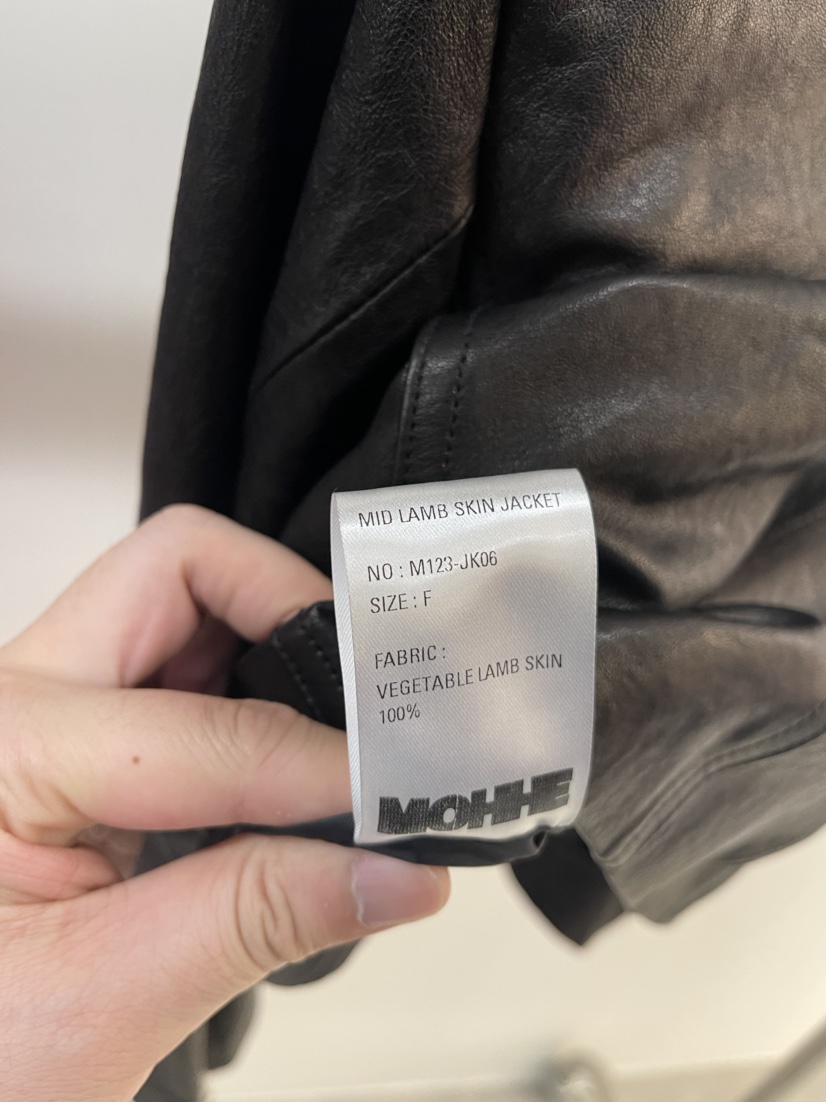 MID LAMB SKIN JACKET
NO : M123-JK06
SIZE : F
FABRIC :
VEGETABLE LAMB SKIN
100%
MOHHE